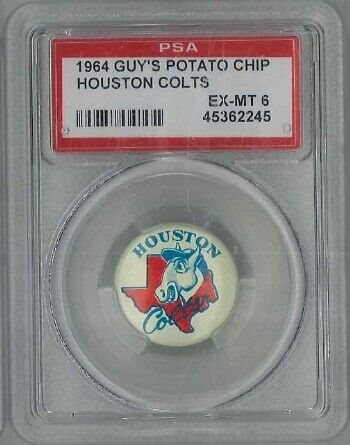 PSA
1964 GUY'S POTATO CHIP
HOUSTON COLTS
EX-MT 6
45362245
HOUSTON
Colts